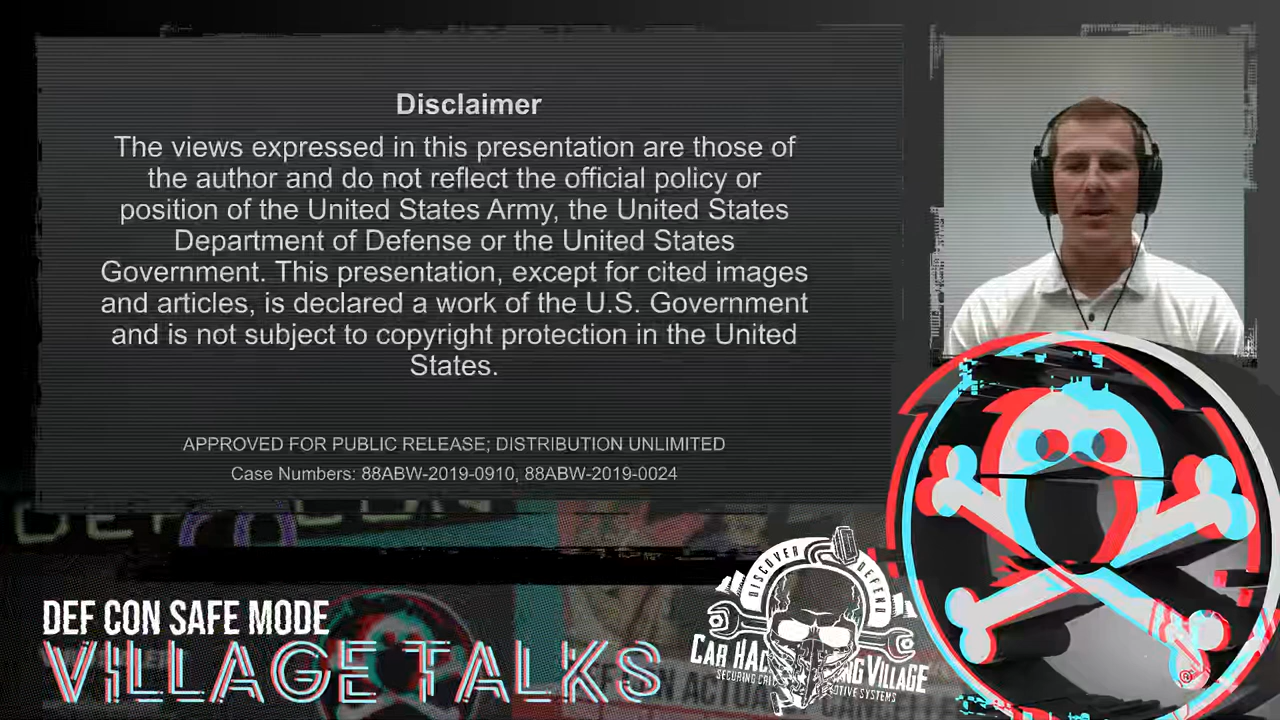 Disclaimer
The views expressed in this presentation are those of
the author and do not reflect the official policy or
position of the United States Army, the United States
Department of Defense or the United States
Government. This presentation, except for cited images
and articles, is declared a work of the U.S. Government
and is not subject to copyright protection in the United
States.
APPROVED FOR PUBLIC RELEASE; DISTRIBUTION UNLIMITED
Case Numbers: 88ABW-2019-0910, 88ABW-2019-0024
DEF CON
DEF CON SAFE MODE
VILLAGE TALKS
DISCOVER
DEFEND
VILLAGE
SECURING
SYSTEMS
®